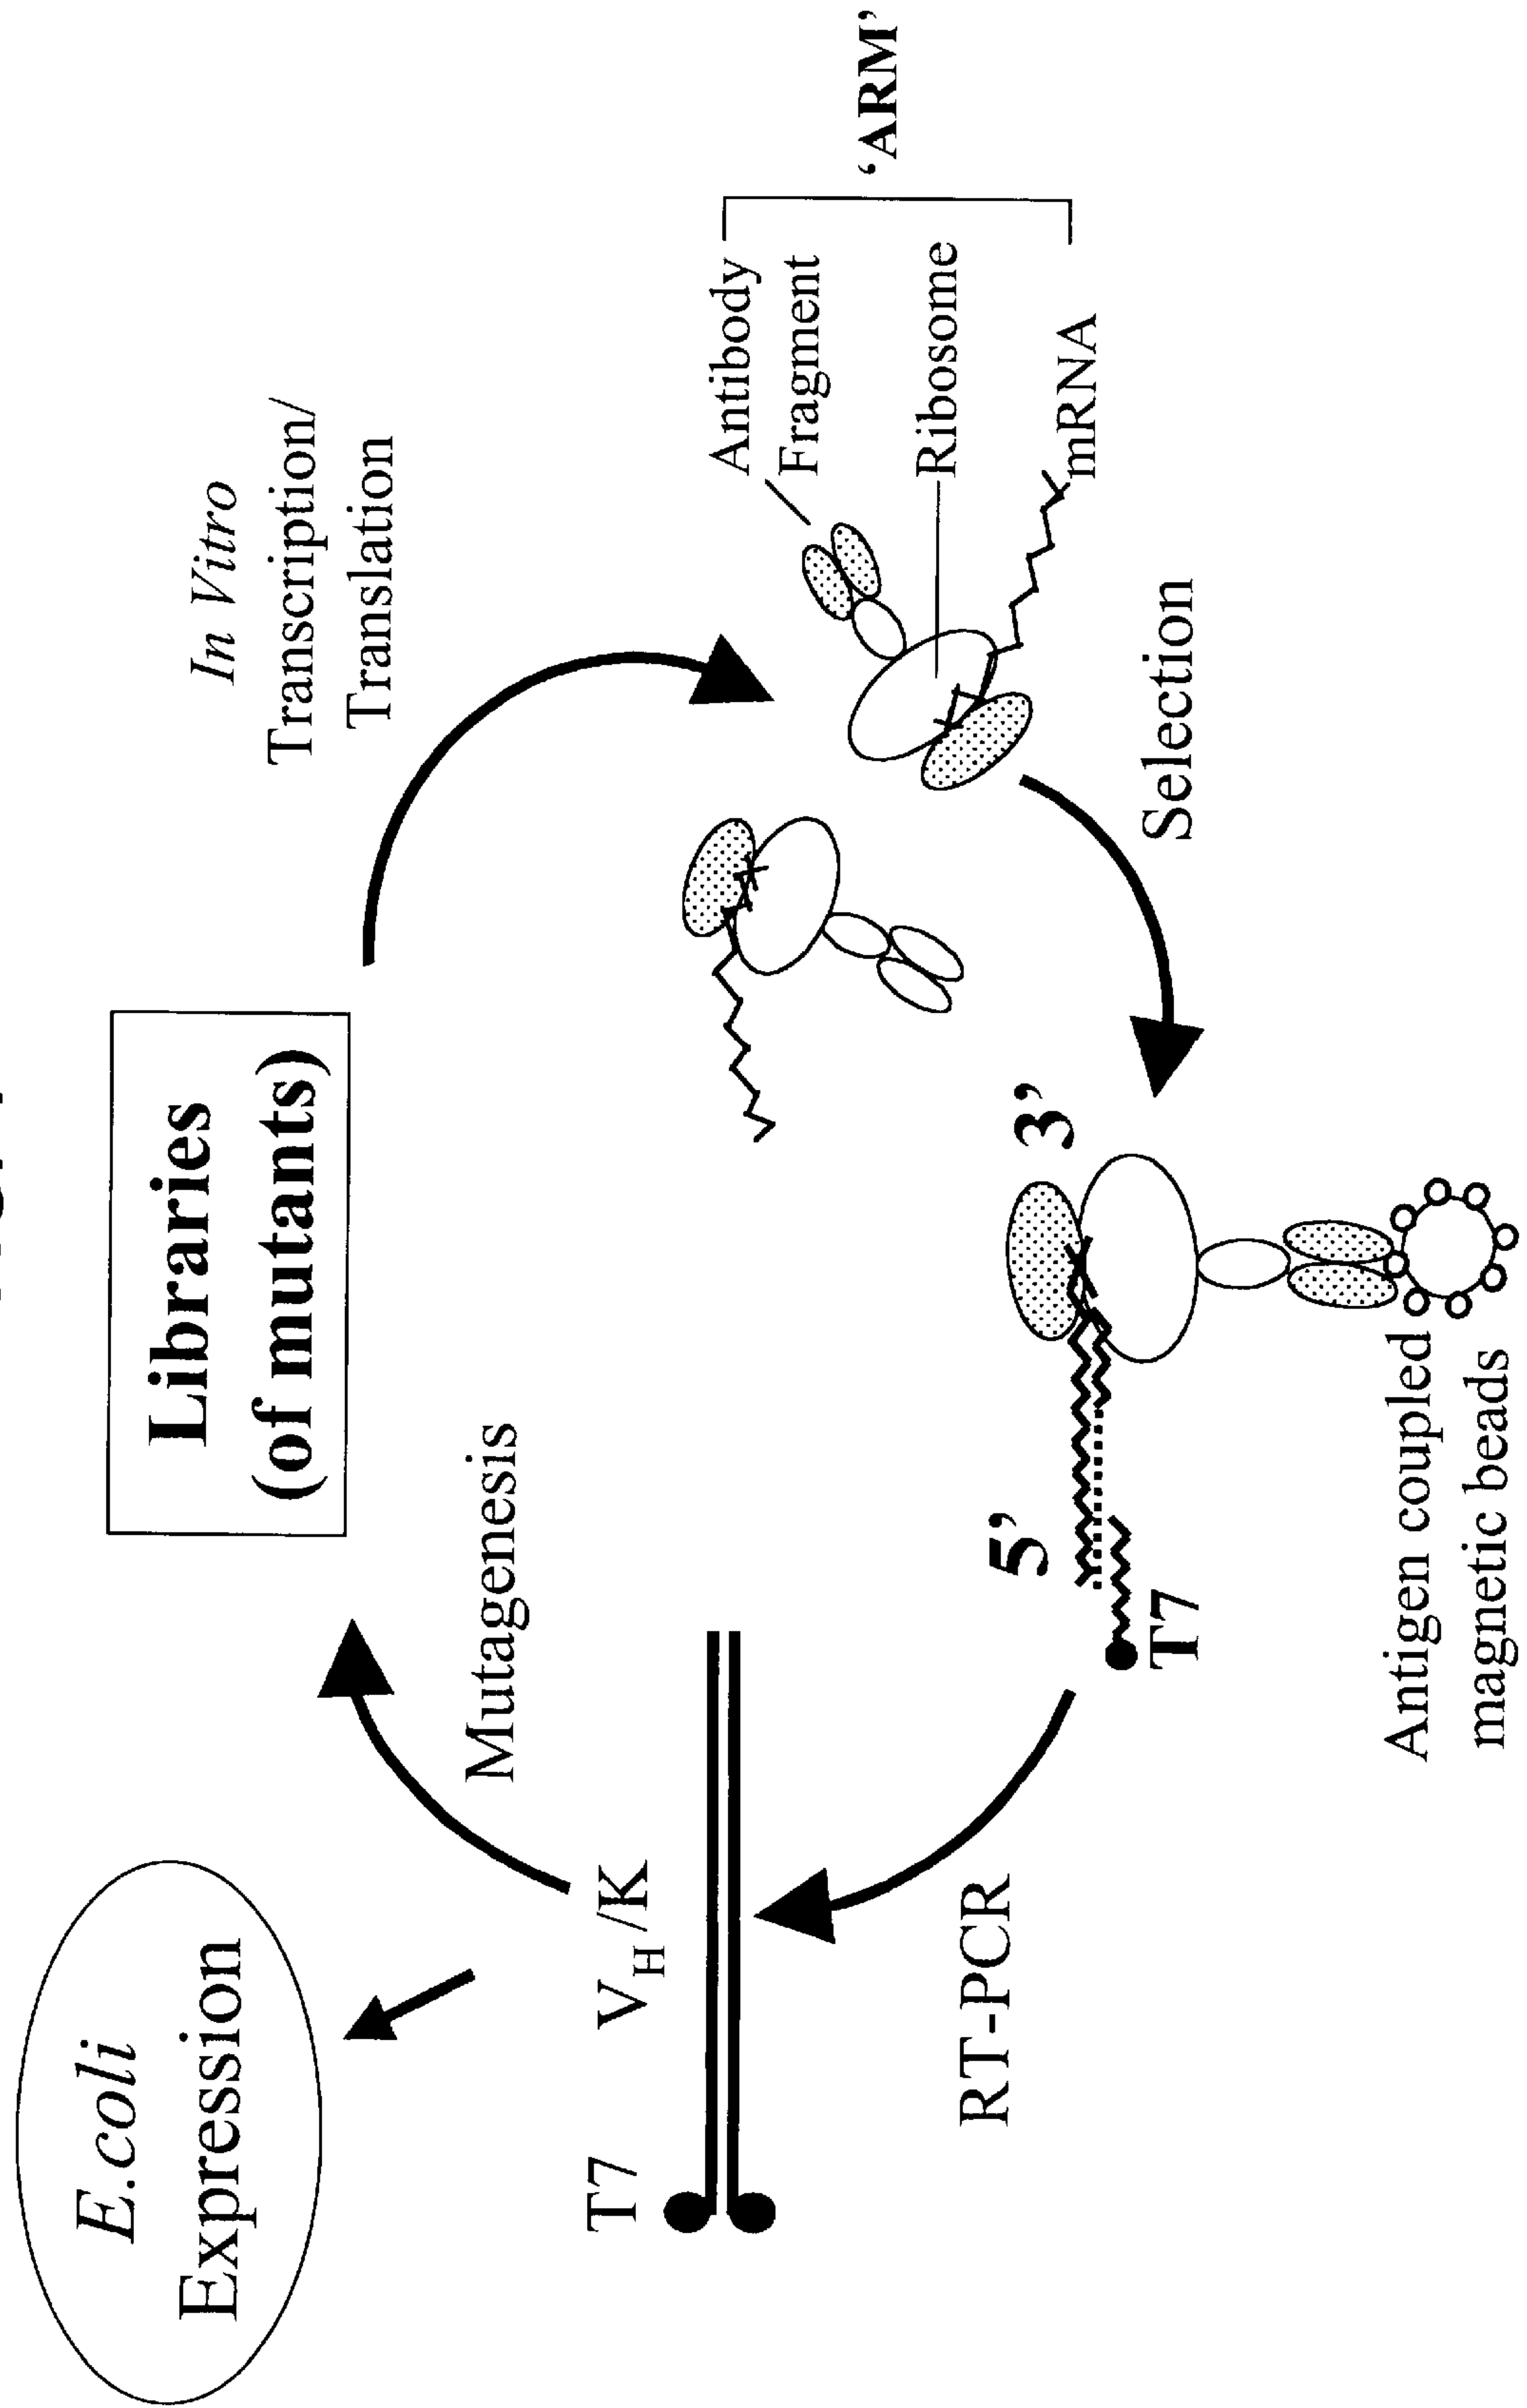 E.coli
Expression
Libraries
(of mutants)
In Vitro
Transcription/
Translation
Mutagenesis
T7
V H /K
Antibody
Fragment
Ribosome
mRNA
'ARM'
Selection
RT-PCR
5'
3'
T7
Antigen coupled
magnetic beads